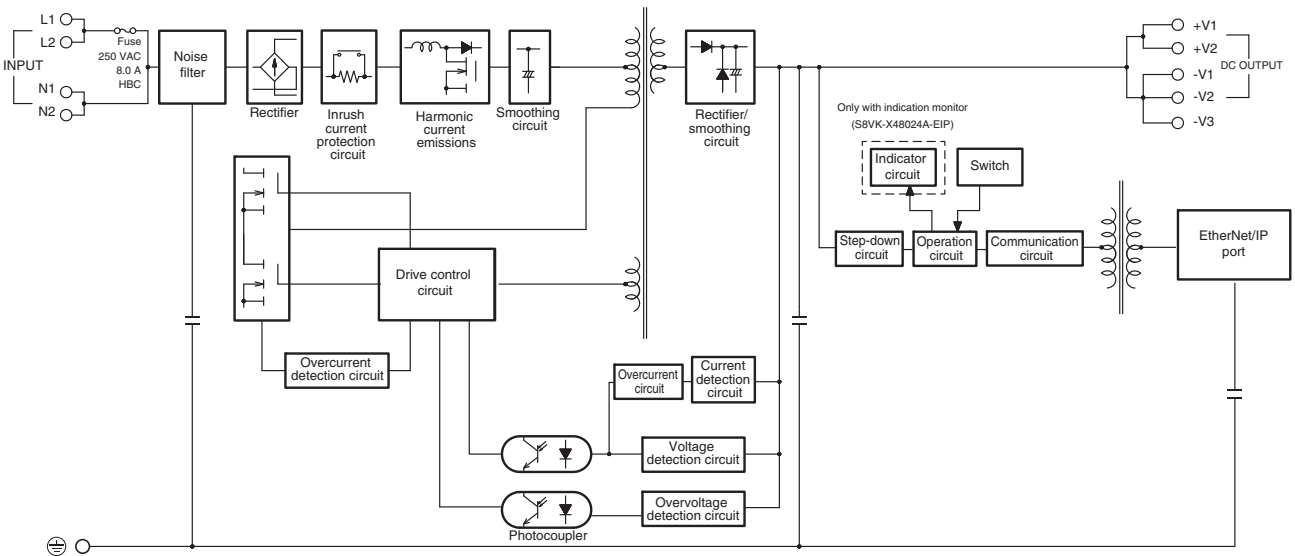 L1
L2
INPUT
N1
N2
Fuse
250 VAC
8.0 A
HBC
Noise
filter
Rectifier
Inrush
current
protection
circuit
Harmonic
current
emissions
Smoothing
circuit
Rectifier/
smoothing
circuit
+V1
+V2
DC OUTPUT
-V1
-V2
-V3
Only with indication monitor
(S8VK-X48024A-EIP)
Indicator
circuit
Switch
Step-down
circuit
Operation
circuit
Communication
circuit
EtherNet/IP
port
Drive control
circuit
Overcurrent
detection circuit
Overcurrent
circuit
Current
detection
circuit
Voltage
detection circuit
Overvoltage
detection circuit
Photocoupler